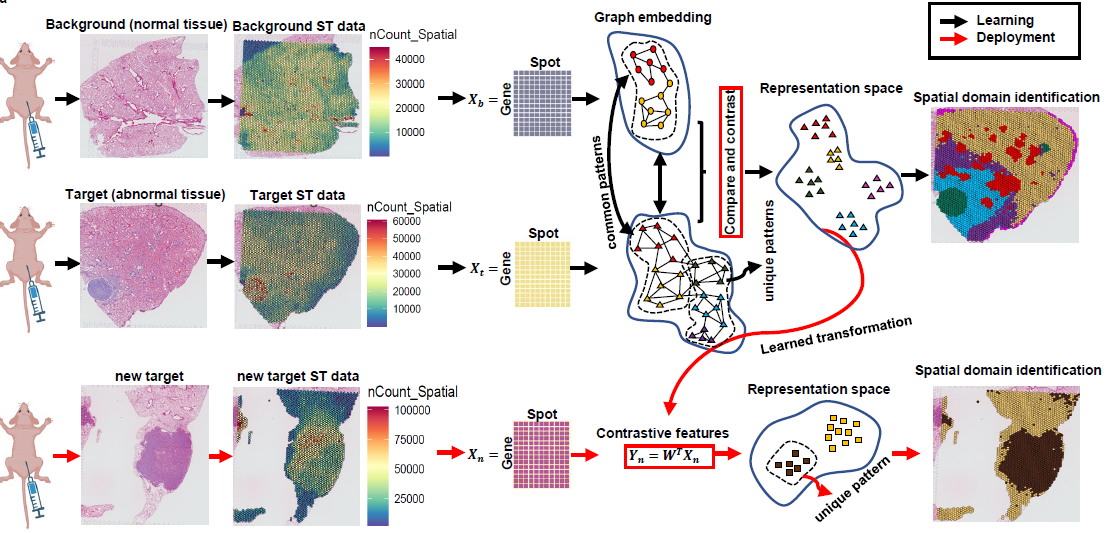 Background (normal tissue)
Background ST data
nCount_Spatial
40000
30000
20000
10000
X_b =
Gene
Spot
Graph embedding
common patterns
Compare and contrast
Representation space
Spatial domain identification
Learning
Deployment
Target (abnormal tissue)
Target ST data
nCount_Spatial
60000
50000
40000
30000
20000
10000
X_t =
Gene
Spot
unique patterns
Learned transformation
new target
new target ST data
nCount_Spatial
100000
75000
50000
25000
X_n =
Gene
Spot
Contrastive features
Y_n = W^T X_n
Representation space
unique pattern
Spatial domain identification